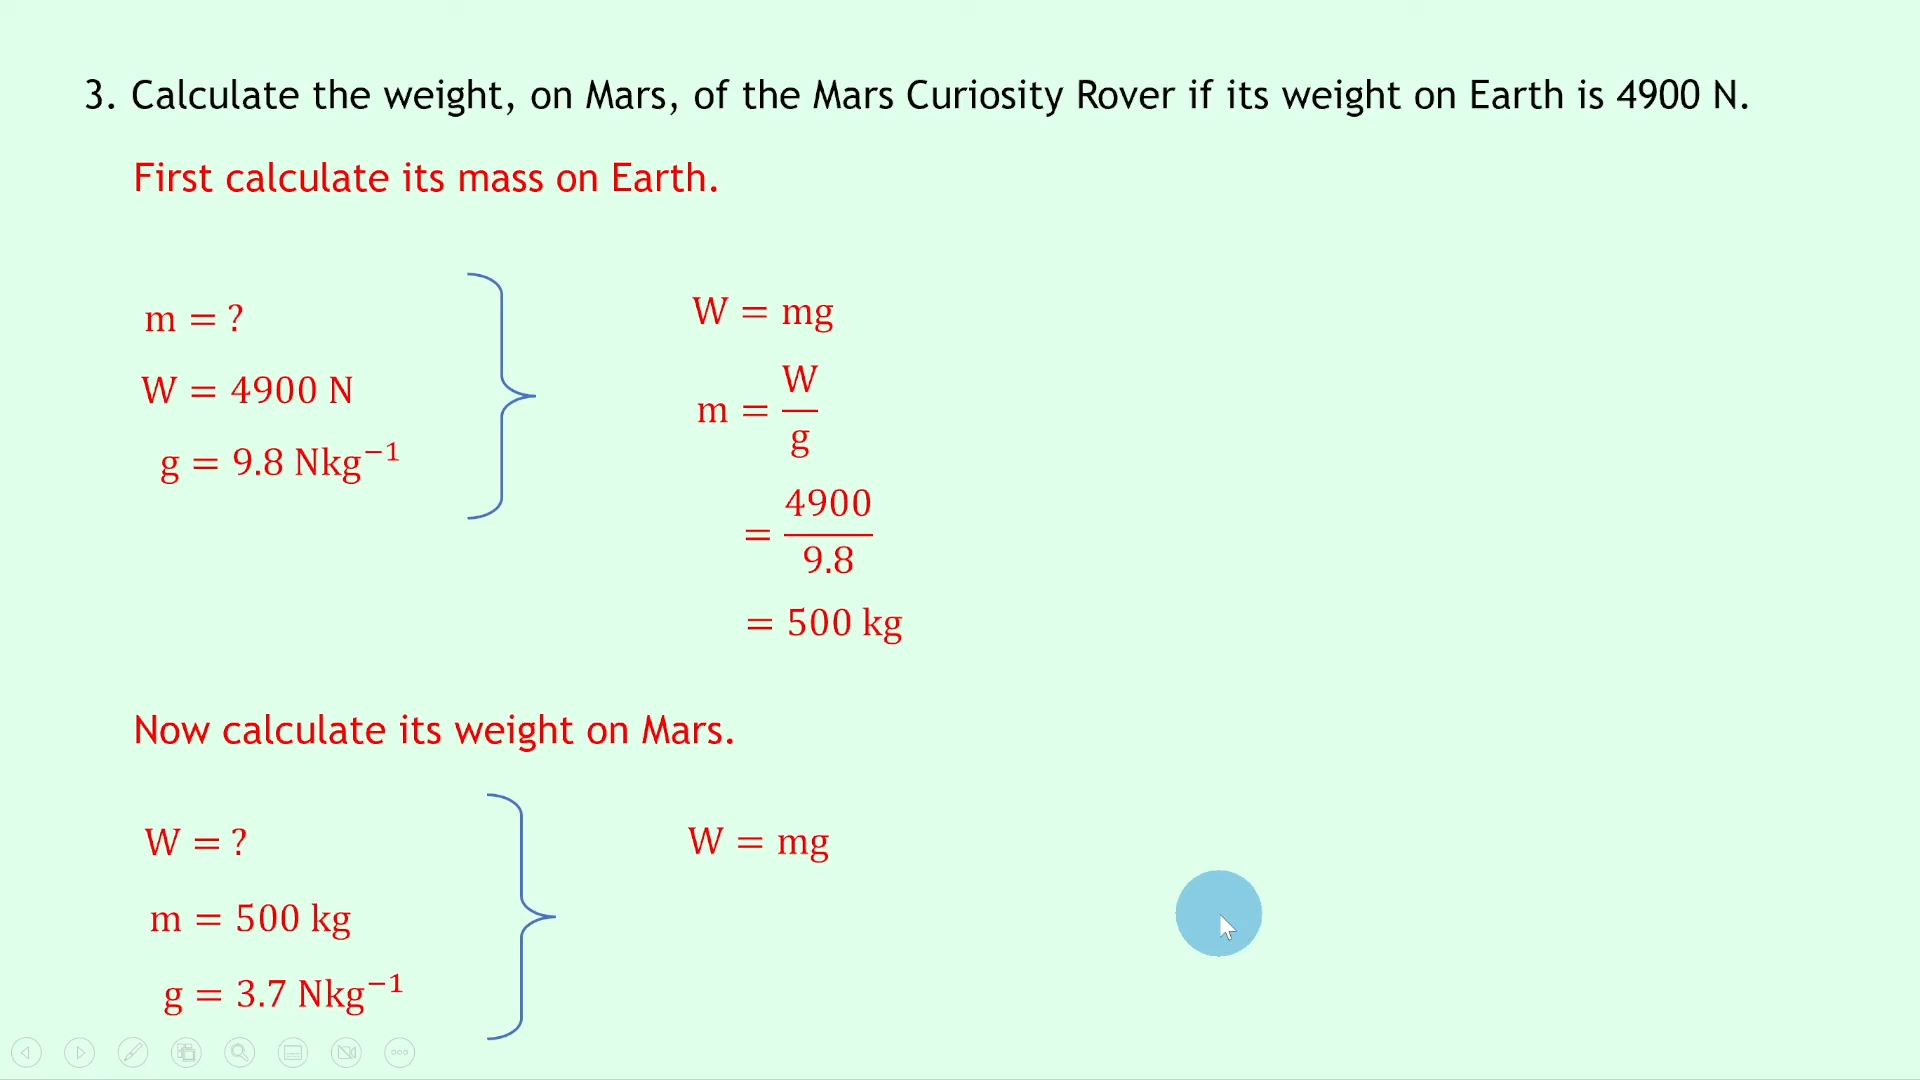 3. Calculate the weight, on Mars, of the Mars Curiosity Rover if its weight on Earth is 4900 N.
First calculate its mass on Earth.
m = ?
W = 4900 N
g = 9.8 Nkg⁻¹
W = mg
m = W/g
= 4900/9.8
= 500 kg
Now calculate its weight on Mars.
W = ?
m = 500 kg
g = 3.7 Nkg⁻¹
W = mg